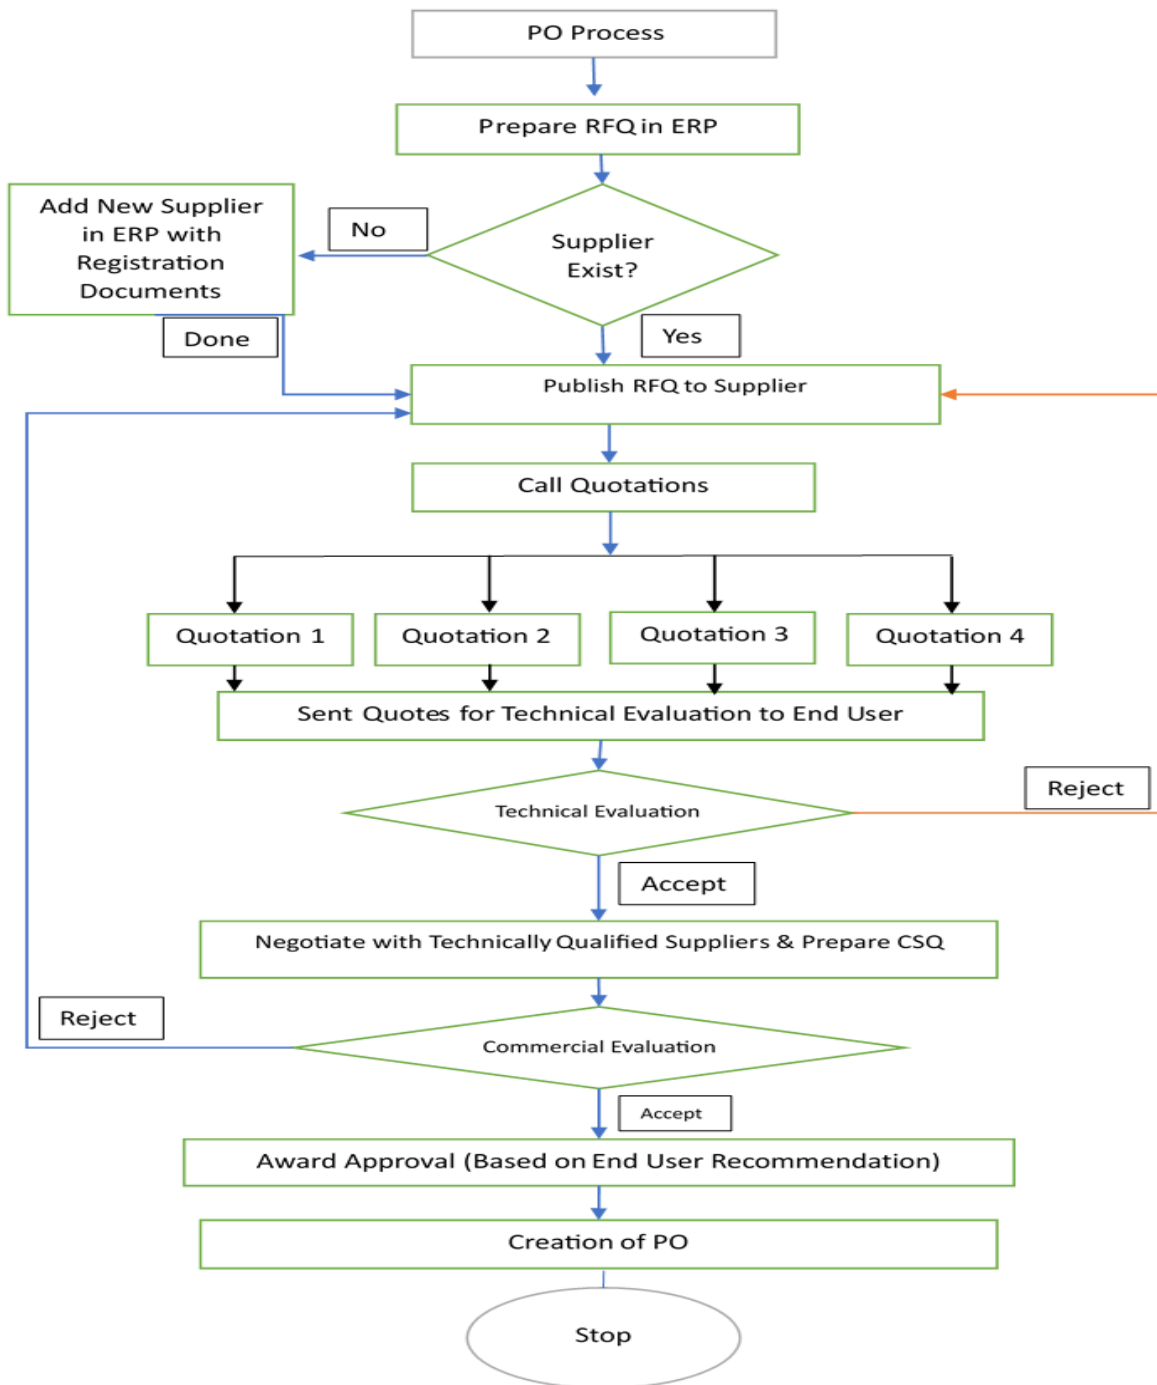 PO Process
Prepare RFQ in ERP
Add New Supplier
in ERP with
Registration
Documents
No
Supplier
Exist?
Done
Yes
Publish RFQ to Supplier
Call Quotations
Quotation 1
Quotation 2
Quotation 3
Quotation 4
Sent Quotes for Technical Evaluation to End User
Reject
Technical Evaluation
Accept
Negotiate with Technically Qualified Suppliers & Prepare CSQ
Reject
Commercial Evaluation
Accept
Award Approval (Based on End User Recommendation)
Creation of PO
Stop